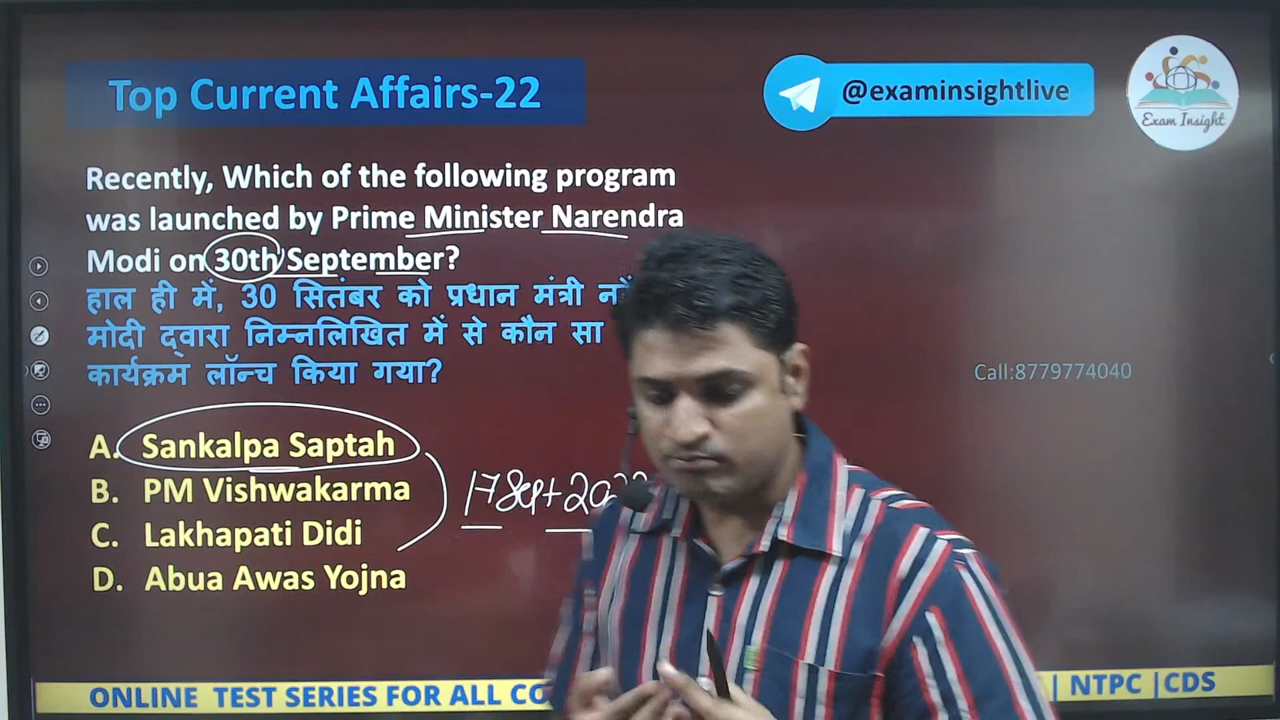 Top Current Affairs-22
@examinsightlive
Exam Insight
Recently, Which of the following program
was launched by Prime Minister Narendra
Modi on 30th September?
हाल ही में, 30 सितंबर को प्रधान मंत्री
मोदी द्वारा निम्नलिखित में से कौन सा
कार्यक्रम लॉन्च किया गया?
Call:8779774040
A. Sankalpa Saptah
B. PM Vishwakarma
C. Lakhapati Didi
D. Abua Awas Yojna
17 Sept
ONLINE TEST SERIES FOR ALL
| NTPC |CDS